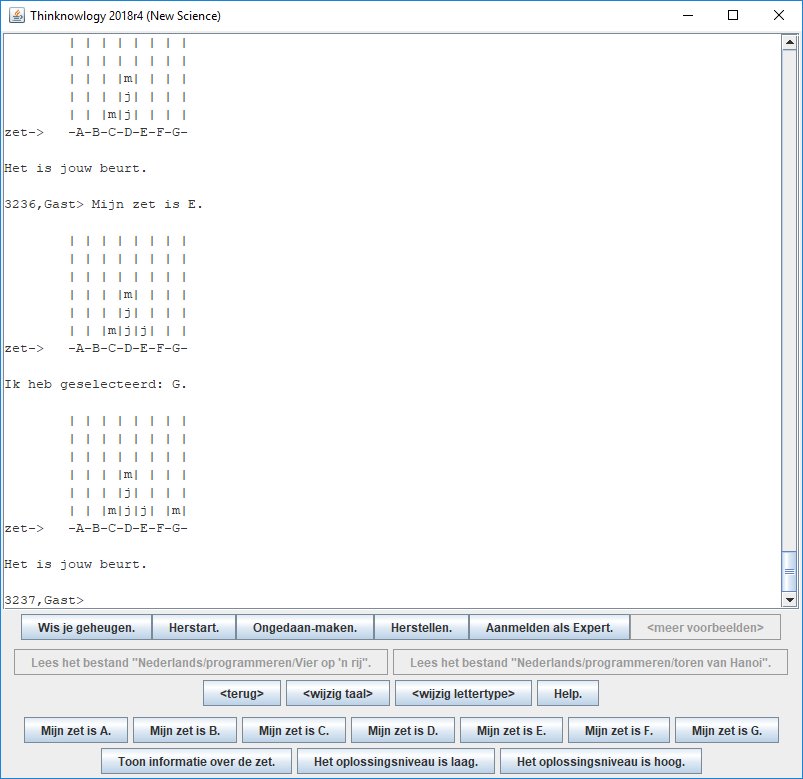 Thinknowlogy 2018r4 (New Science)
| | | | | | | |
| | | | | | | |
| | | |m| | | |
| | | |j| | | |
| | |m|j| | | |
zet-> -A-B-C-D-E-F-G-
Het is jouw beurt.
3236,Gast> Mijn zet is E.
| | | | | | | |
| | | | | | | |
| | | | | | | |
| | | |m| | | |
| | | |j| | | |
| | |m|j|j| | |
zet-> -A-B-C-D-E-F-G-
Ik heb geselecteerd: G.
| | | | | | | |
| | | | | | | |
| | | | | | | |
| | | |m| | | |
| | | |j| | | |
| | |m|j|j| |m|
zet-> -A-B-C-D-E-F-G-
Het is jouw beurt.
3237,Gast>
Wis je geheugen. Herstart. Ongedaan-maken. Herstellen. Aanmelden als Expert. <meer voorbeelden>
Lees het bestand "Nederlands/programmeren/Vier op 'n rij". Lees het bestand "Nederlands/programmeren/toren van Hanoi".
<terug> <wijzig taal> <wijzig lettertype> Help.
Mijn zet is A. Mijn zet is B. Mijn zet is C. Mijn zet is D. Mijn zet is E. Mijn zet is F. Mijn zet is G.
Toon informatie over de zet. Het oplossingsniveau is laag. Het oplossingsniveau is hoog.